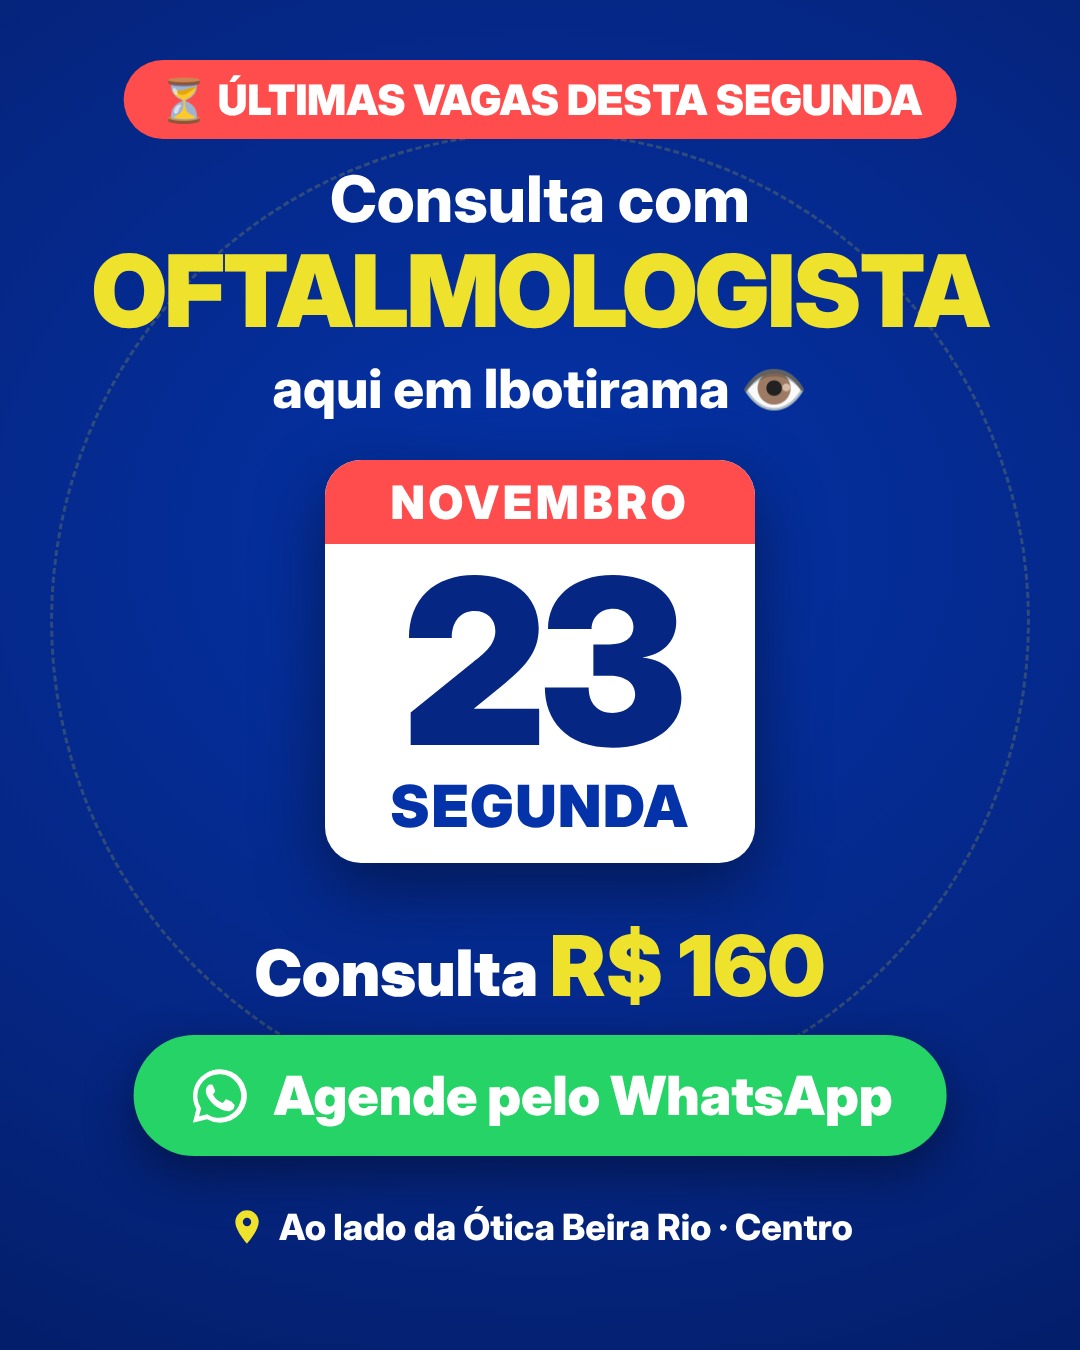 ⏳ ÚLTIMAS VAGAS DESTA SEGUNDA
Consulta com
OFTALMOLOGISTA
aqui em Ibotirama 👁️
NOVEMBRO
23
SEGUNDA
Consulta R$ 160
Agende pelo WhatsApp
Ao lado da Ótica Beira Rio · Centro